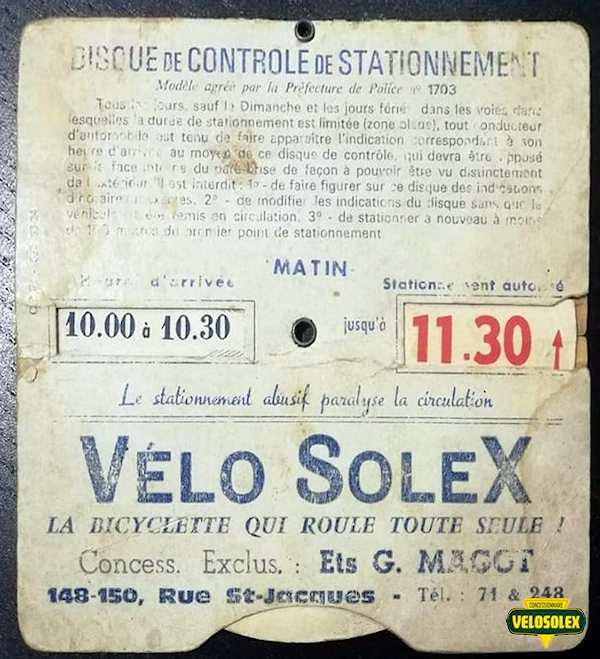 DISQUE DE CONTROLE DE STATIONNEMENT
Modèle agréé par la Préfecture de Police n° 1703
Tous les jours, sauf le Dimanche et les jours fériés dans les voies dans
lesquelles la durée de stationnement est limitée (zone bleue), tout conducteur
d'automobile est tenu de faire apparaître l'indication correspondant à son
heure d'arrivée au moyen de ce disque de contrôle, qui devra être apposé
sur la face interne du pare-brise de façon à pouvoir être vu distinctement
de l'extérieur. Il est interdit : 1° - de faire figurer sur ce disque des indications
d'horaire inexactes. 2° - de modifier les indications du disque sans que le
véhicule ait été remis en circulation. 3° - de stationner à nouveau à moins
de 100 mètres du premier point de stationnement.
MATIN
Heure d'arrivée Stationnement autorisé
10.00 à 10.30 jusqu'à 11.30 ↑
Le stationnement abusif paralyse la circulation
VÉLO SOLEX
LA BICYCLETTE QUI ROULE TOUTE SEULE !
Concess. Exclus. : Ets G. MAGOT
148-150, Rue St-Jacques - Tél. : 71 & 248
CONCESSIONNAIRE
VELOSOLEX